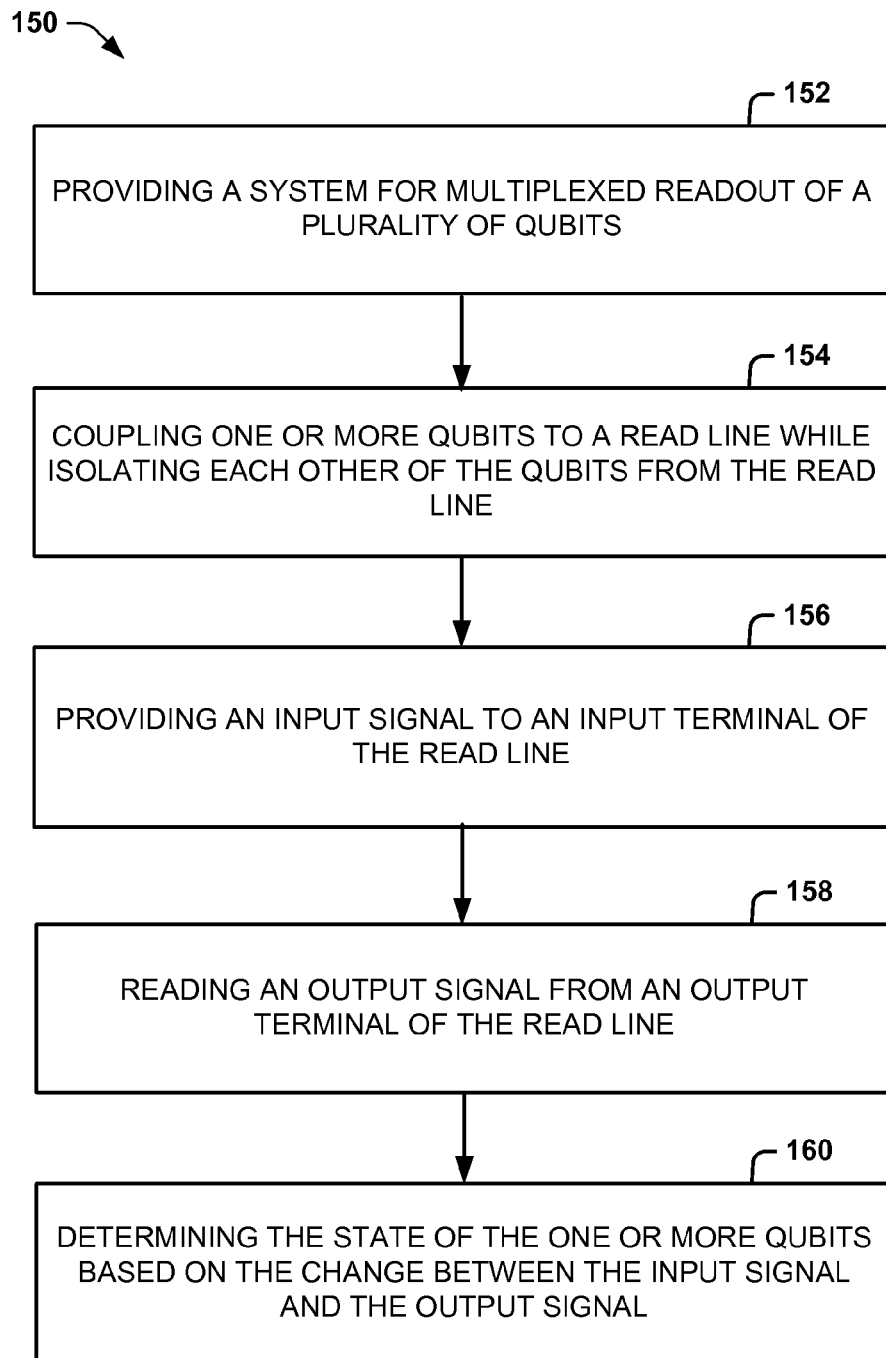 150
152
PROVIDING A SYSTEM FOR MULTIPLEXED READOUT OF A
PLURALITY OF QUBITS
154
COUPLING ONE OR MORE QUBITS TO A READ LINE WHILE
ISOLATING EACH OTHER OF THE QUBITS FROM THE READ
LINE
156
PROVIDING AN INPUT SIGNAL TO AN INPUT TERMINAL OF
THE READ LINE
158
READING AN OUTPUT SIGNAL FROM AN OUTPUT
TERMINAL OF THE READ LINE
160
DETERMINING THE STATE OF THE ONE OR MORE QUBITS
BASED ON THE CHANGE BETWEEN THE INPUT SIGNAL
AND THE OUTPUT SIGNAL